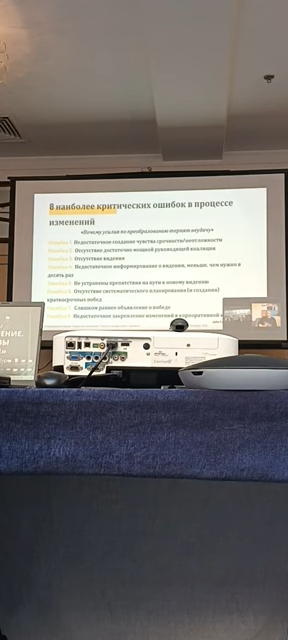 8 наиболее критических ошибок в процессе
изменений
«Почему усилия по преобразованию терпят неудачу»
Ошибка 1. Недостаточное создание чувства срочности/неотложности
Ошибка 2. Отсутствие достаточно мощной руководящей коалиции
Ошибка 3. Отсутствие видения
Ошибка 4. Недостаточное информирование о видении, меньше, чем нужно в
десять раз
Ошибка 5. Не устранены препятствия на пути к новому видению
Ошибка 6. Отсутствие систематического планирования (и создания)
краткосрочных побед
Ошибка 7. Слишком раннее объявление о победе
Ошибка 8. Недостаточное закрепление изменений в корпоративной